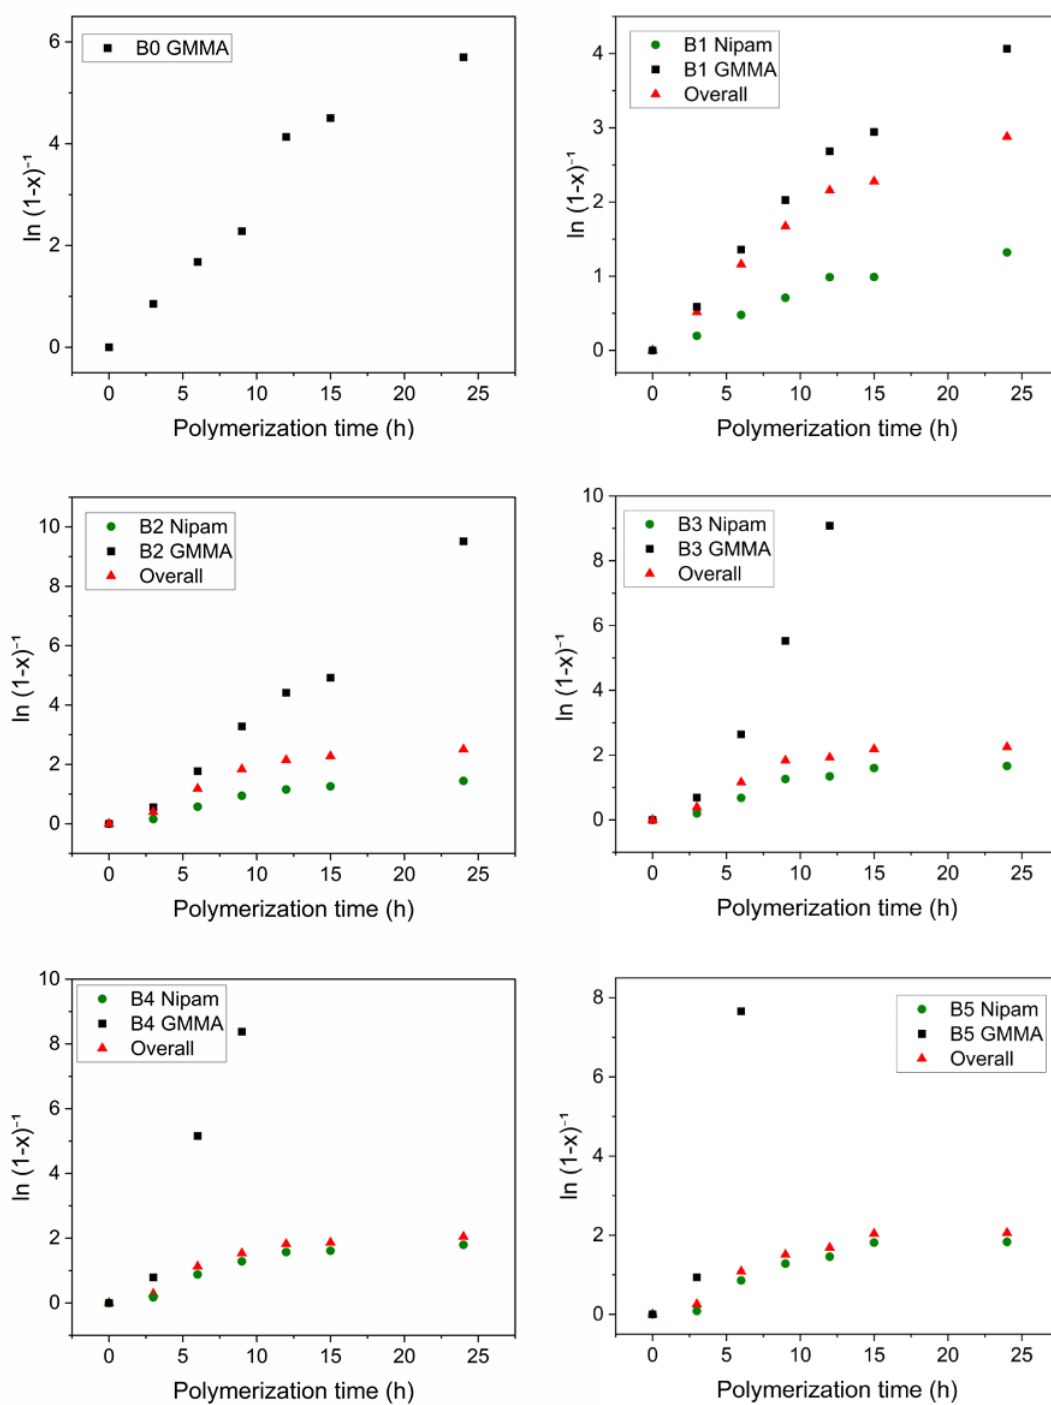 B0 GMMA
6
4
2
0
ln (1-x)⁻¹
0 5 10 15 20 25
Polymerization time (h)
B1 Nipam
B1 GMMA
Overall
4
3
2
1
0
ln (1-x)⁻¹
0 5 10 15 20 25
Polymerization time (h)
B2 Nipam
B2 GMMA
Overall
10
8
6
4
2
0
ln (1-x)⁻¹
0 5 10 15 20 25
Polymerization time (h)
B3 Nipam
B3 GMMA
Overall
10
8
6
4
2
0
ln (1-x)⁻¹
0 5 10 15 20 25
Polymerization time (h)
B4 Nipam
B4 GMMA
Overall
10
8
6
4
2
0
ln (1-x)⁻¹
0 5 10 15 20 25
Polymerization time (h)
B5 Nipam
B5 GMMA
Overall
8
6
4
2
0
ln (1-x)⁻¹
0 5 10 15 20 25
Polymerization time (h)